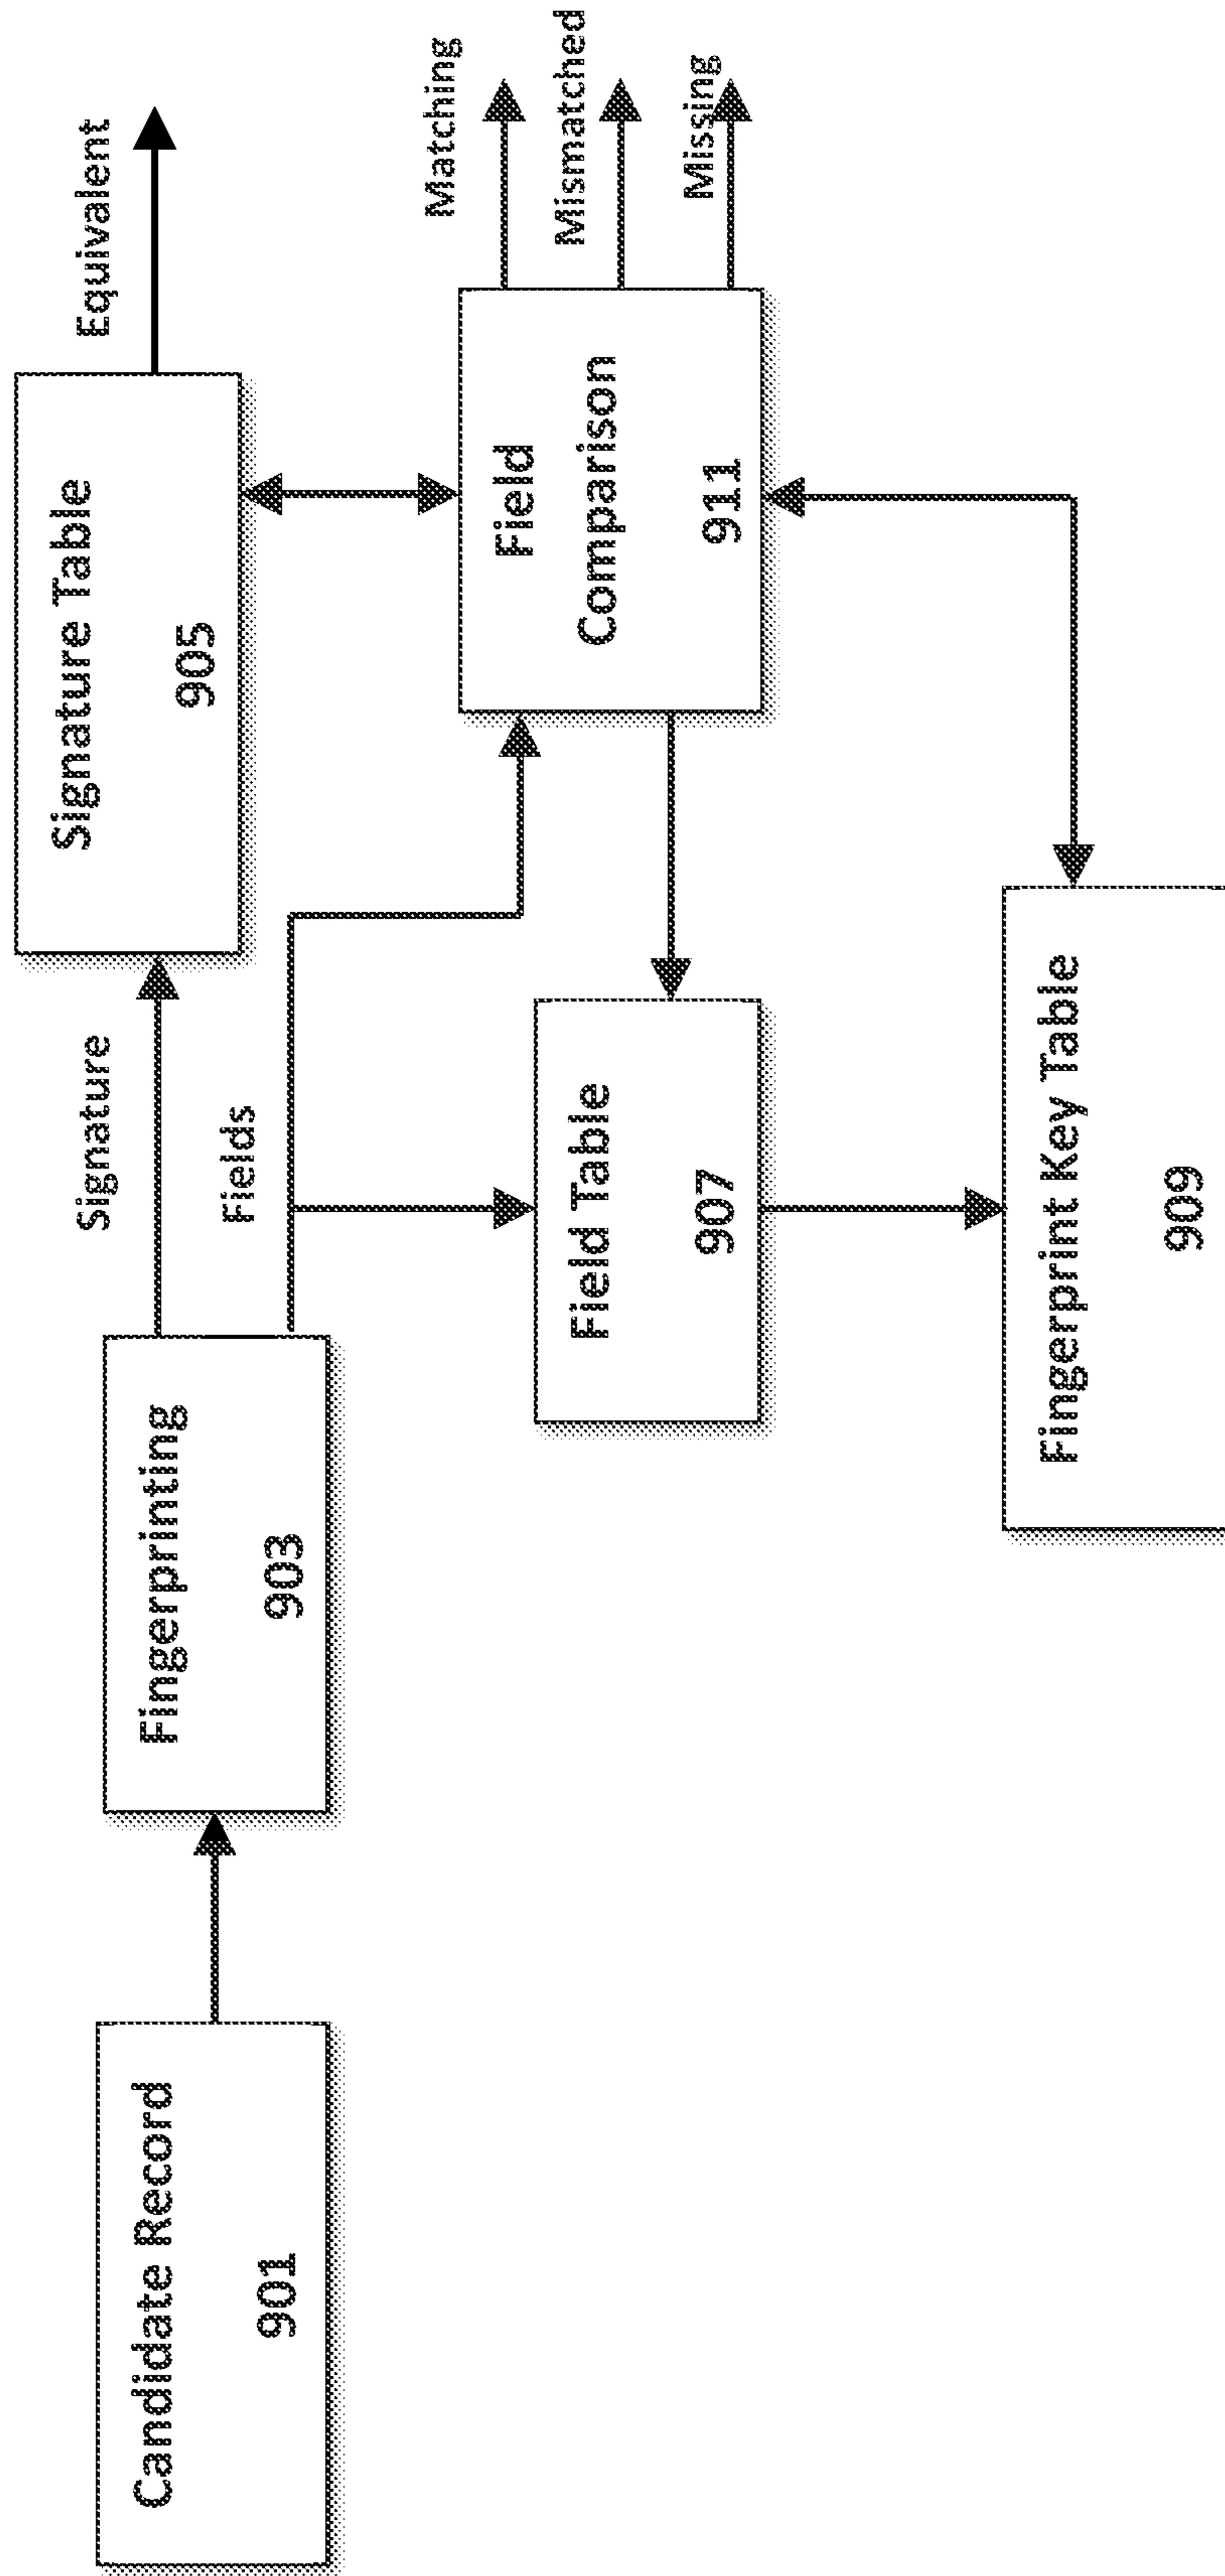 Candidate Record
901
Fingerprinting
903
Signature
Fields
Signature Table
905
Equivalent
Field Table
907
Field
Comparison
911
Matching
Mismatched
Missing
Fingerprint Key Table
909